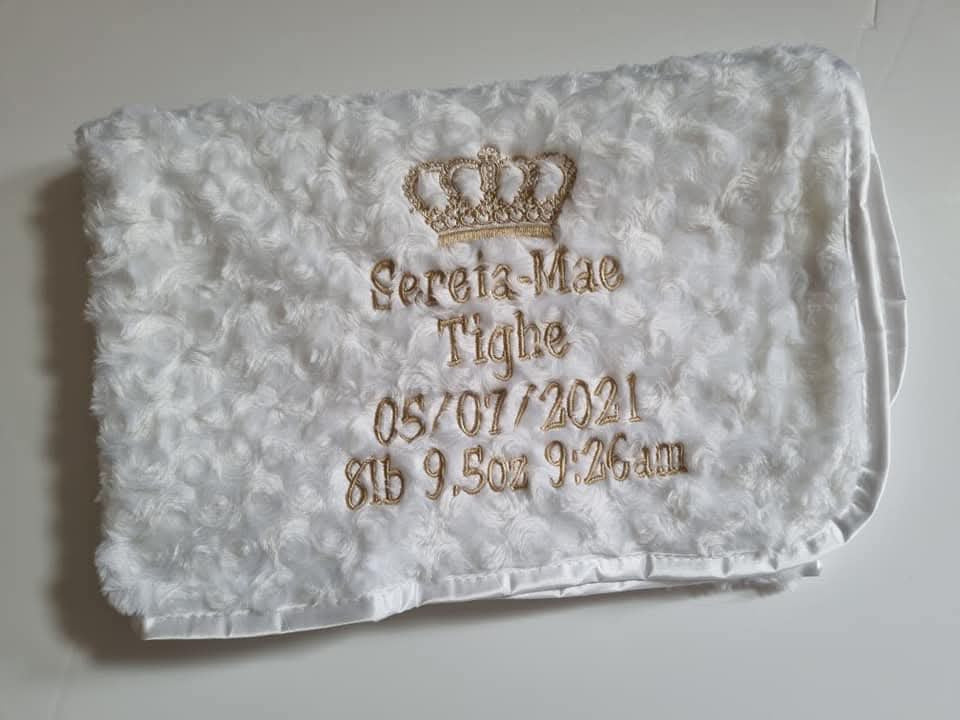 Sereia-Mae
Tighe
05/07/2021
8lb 9.5oz 9:26am